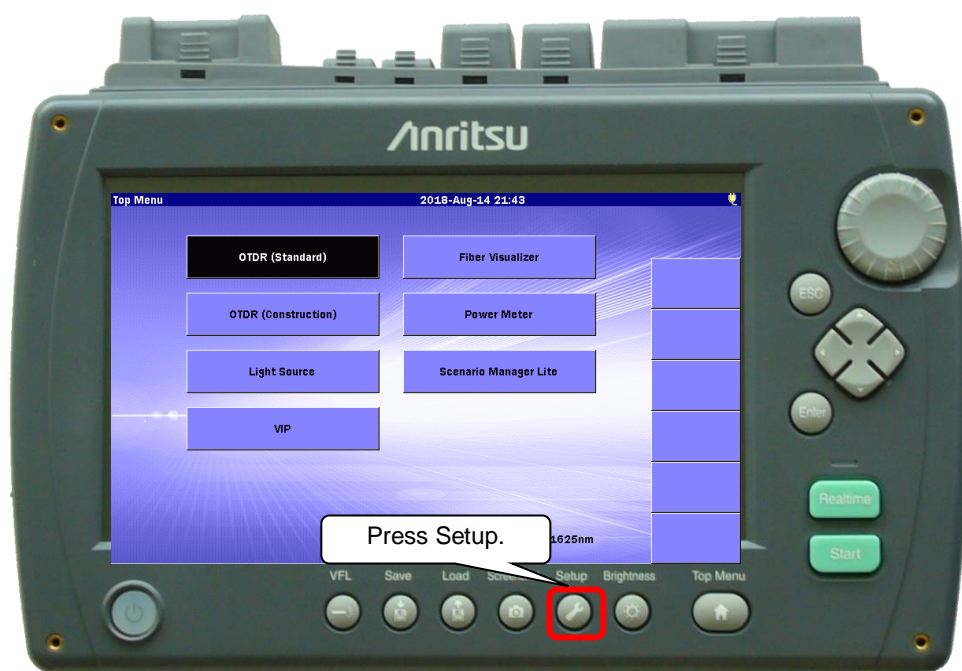 Anritsu
Top Menu 2018-Aug-14 21:43
OTDR (Standard) Fiber Visualizer
OTDR (Construction) Power Meter
Light Source Scenario Manager Lite
VIP
1625nm
Press Setup.
ESC
Enter
Realtime
Start
VFL Save Load Setup Brightness Top Menu